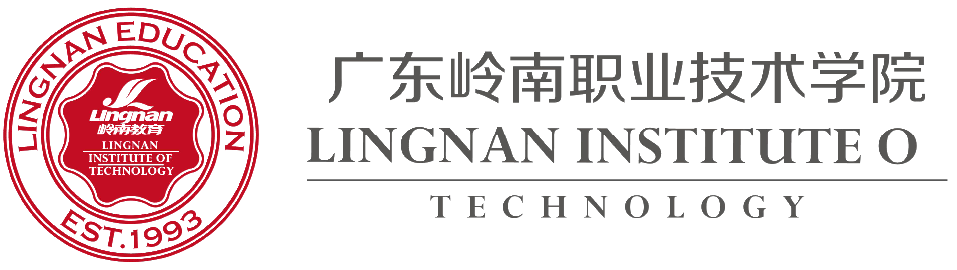 LINGNAN EDUCATION
Lingnan
岭南教育
LINGNAN
INSTITUTE OF
TECHNOLOGY
EST.1993
广东岭南职业技术学院
LINGNAN INSTITUTE O
TECHNOLOGY